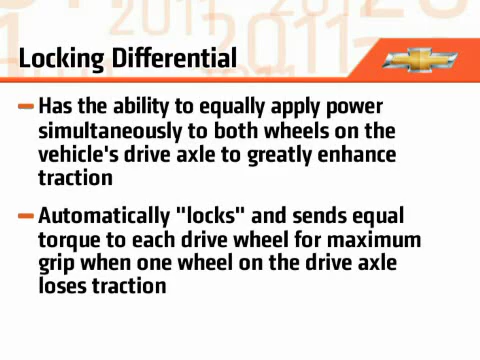 2011
2011
Locking Differential
Has the ability to equally apply power
simultaneously to both wheels on the
vehicle's drive axle to greatly enhance
traction
Automatically "locks" and sends equal
torque to each drive wheel for maximum
grip when one wheel on the drive axle
loses traction